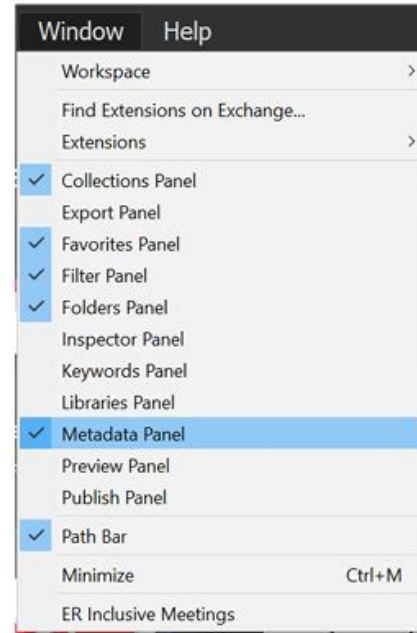 Window Help
Workspace
Find Extensions on Exchange...
Extensions
Collections Panel
Export Panel
Favorites Panel
Filter Panel
Folders Panel
Inspector Panel
Keywords Panel
Libraries Panel
Metadata Panel
Preview Panel
Publish Panel
Path Bar
Minimize Ctrl+M
ER Inclusive Meetings